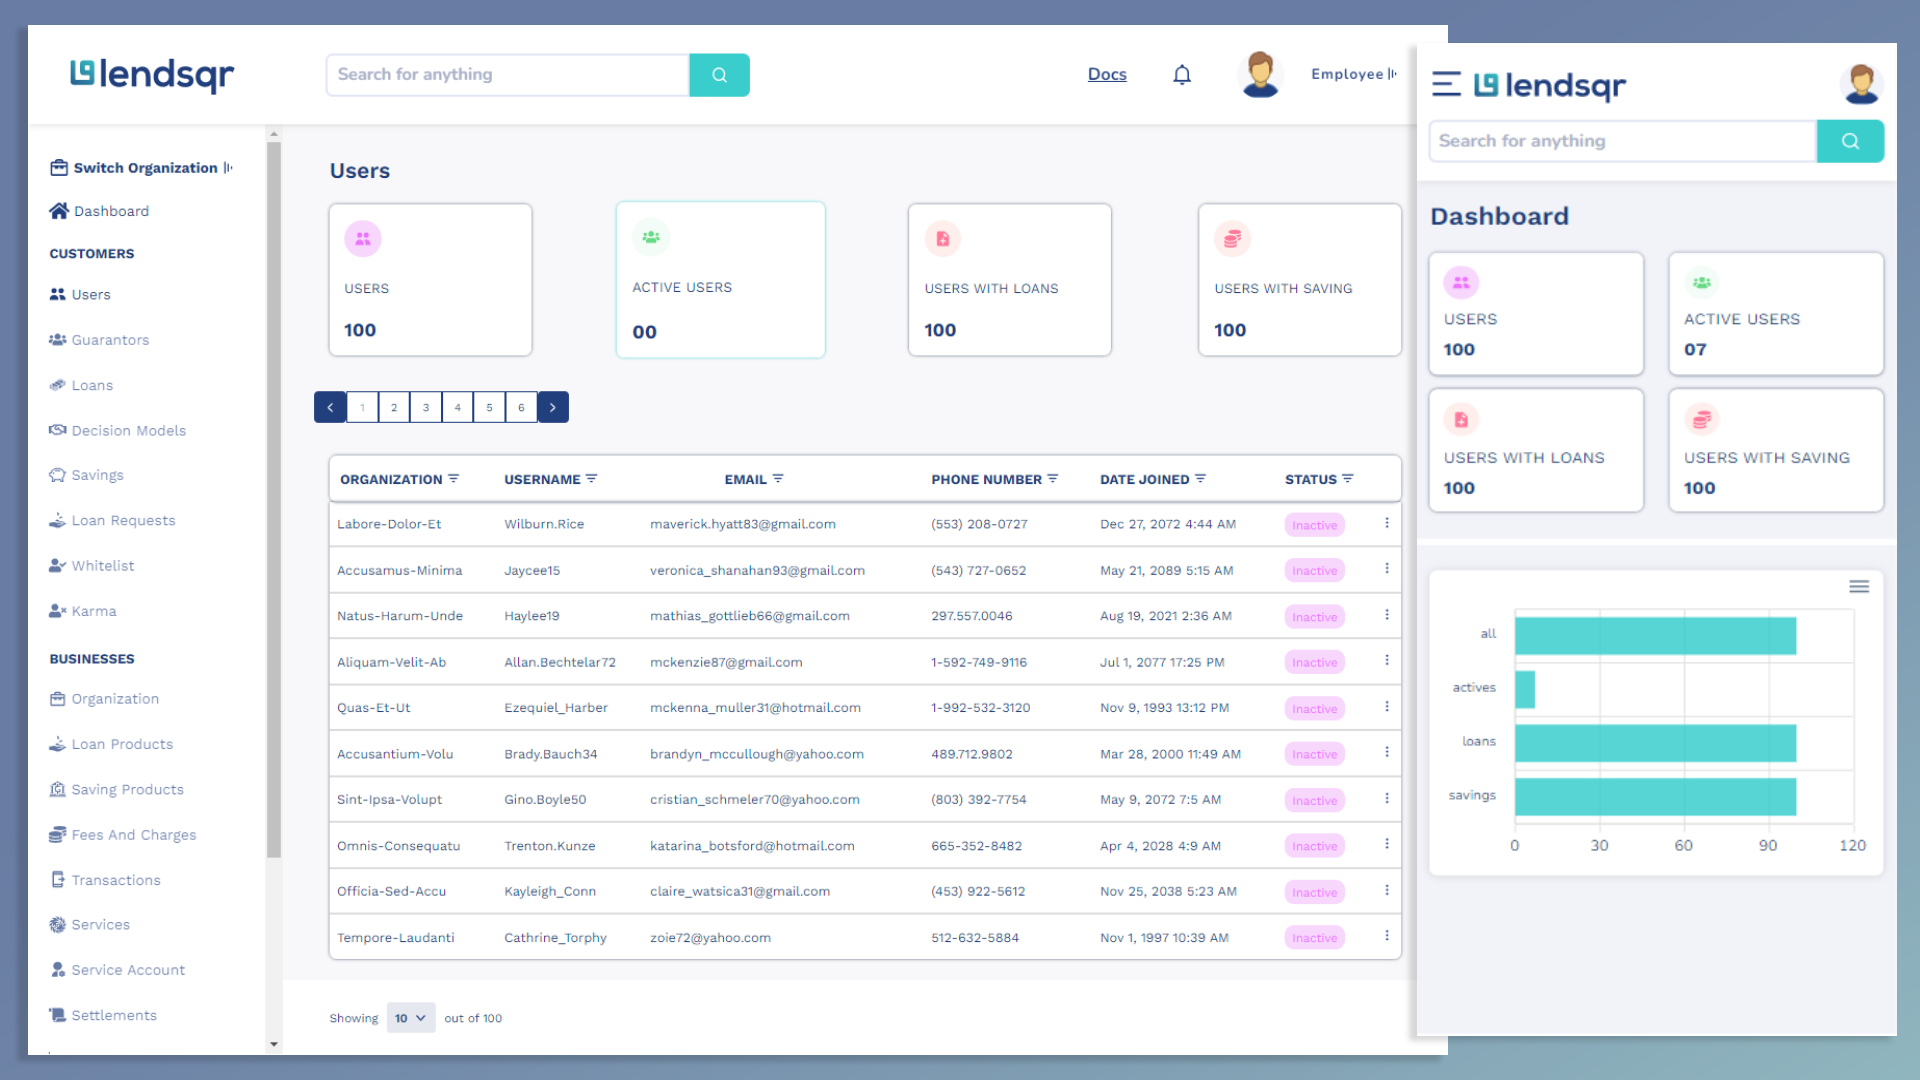 lendsqr
Search for anything
Docs
Employee
Switch Organization
Dashboard
CUSTOMERS
Users
Guarantors
Loans
Decision Models
Savings
Loan Requests
Whitelist
Karma
BUSINESSES
Organization
Loan Products
Saving Products
Fees And Charges
Transactions
Services
Service Account
Settlements
Users
USERS
100
ACTIVE USERS
00
USERS WITH LOANS
100
USERS WITH SAVING
100
1 2 3 4 5 6
ORGANIZATION USERNAME EMAIL PHONE NUMBER DATE JOINED STATUS
Labore-Dolor-Et Wilburn.Rice maverick.hyatt83@gmail.com (553) 208-0727 Dec 27, 2072 4:44 AM Inactive
Accusamus-Minima Jaycee15 veronica_shanahan93@gmail.com (543) 727-0652 May 21, 2089 5:15 AM Inactive
Natus-Harum-Unde Haylee19 mathias_gottlieb66@gmail.com 297.557.0046 Aug 19, 2021 2:36 AM Inactive
Aliquam-Velit-Ab Allan.Bechtelar72 mckenzie87@gmail.com 1-592-749-9116 Jul 1, 2077 17:25 PM Inactive
Quas-Et-Ut Ezequiel_Harber mckenna_muller31@hotmail.com 1-992-532-3120 Nov 9, 1993 13:12 PM Inactive
Accusantium-Volu Brady.Bauch34 brandyn_mccullough@yahoo.com 489.712.9802 Mar 28, 2000 11:49 AM Inactive
Sint-Ipsa-Volupt Gino.Boyle50 cristian_schmeler70@yahoo.com (803) 392-7754 May 9, 2072 7:5 AM Inactive
Omnis-Consequatu Trenton.Kunze katarina_botsford@hotmail.com 665-352-8482 Apr 4, 2028 4:9 AM Inactive
Officia-Sed-Accu Kayleigh_Conn claire_watsica31@gmail.com (453) 922-5612 Nov 25, 2038 5:23 AM Inactive
Tempore-Laudanti Cathrine_Torphy zoie72@yahoo.com 512-632-5884 Nov 1, 1997 10:39 AM Inactive
Showing 10 out of 100
lendsqr
Search for anything
Dashboard
USERS
100
ACTIVE USERS
07
USERS WITH LOANS
100
USERS WITH SAVING
100
all
actives
loans
savings
0 30 60 90 120